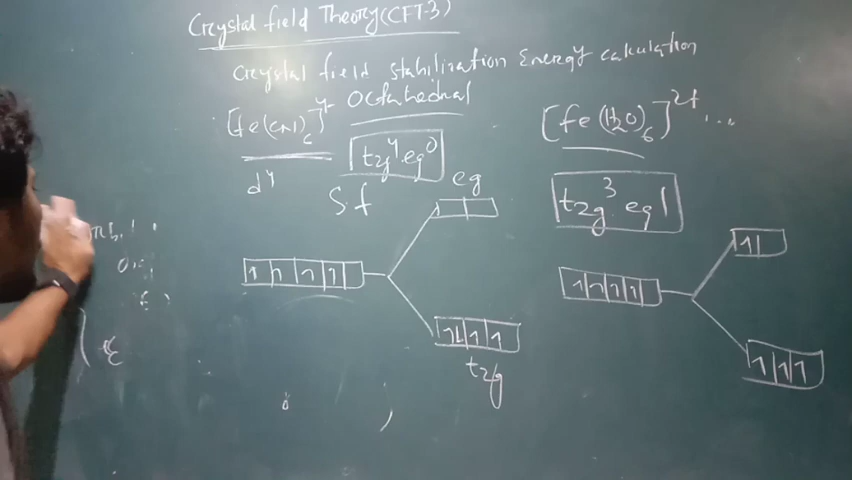 Crystal field Theory (CFT-3)
Crystal field stabilization Energy calculation
Octahedral
[fe(CN)6]4-
[fe(H2O)6]2+...
t2g4 eg0
d4
S.f
eg
t2g3 eg1
t2g